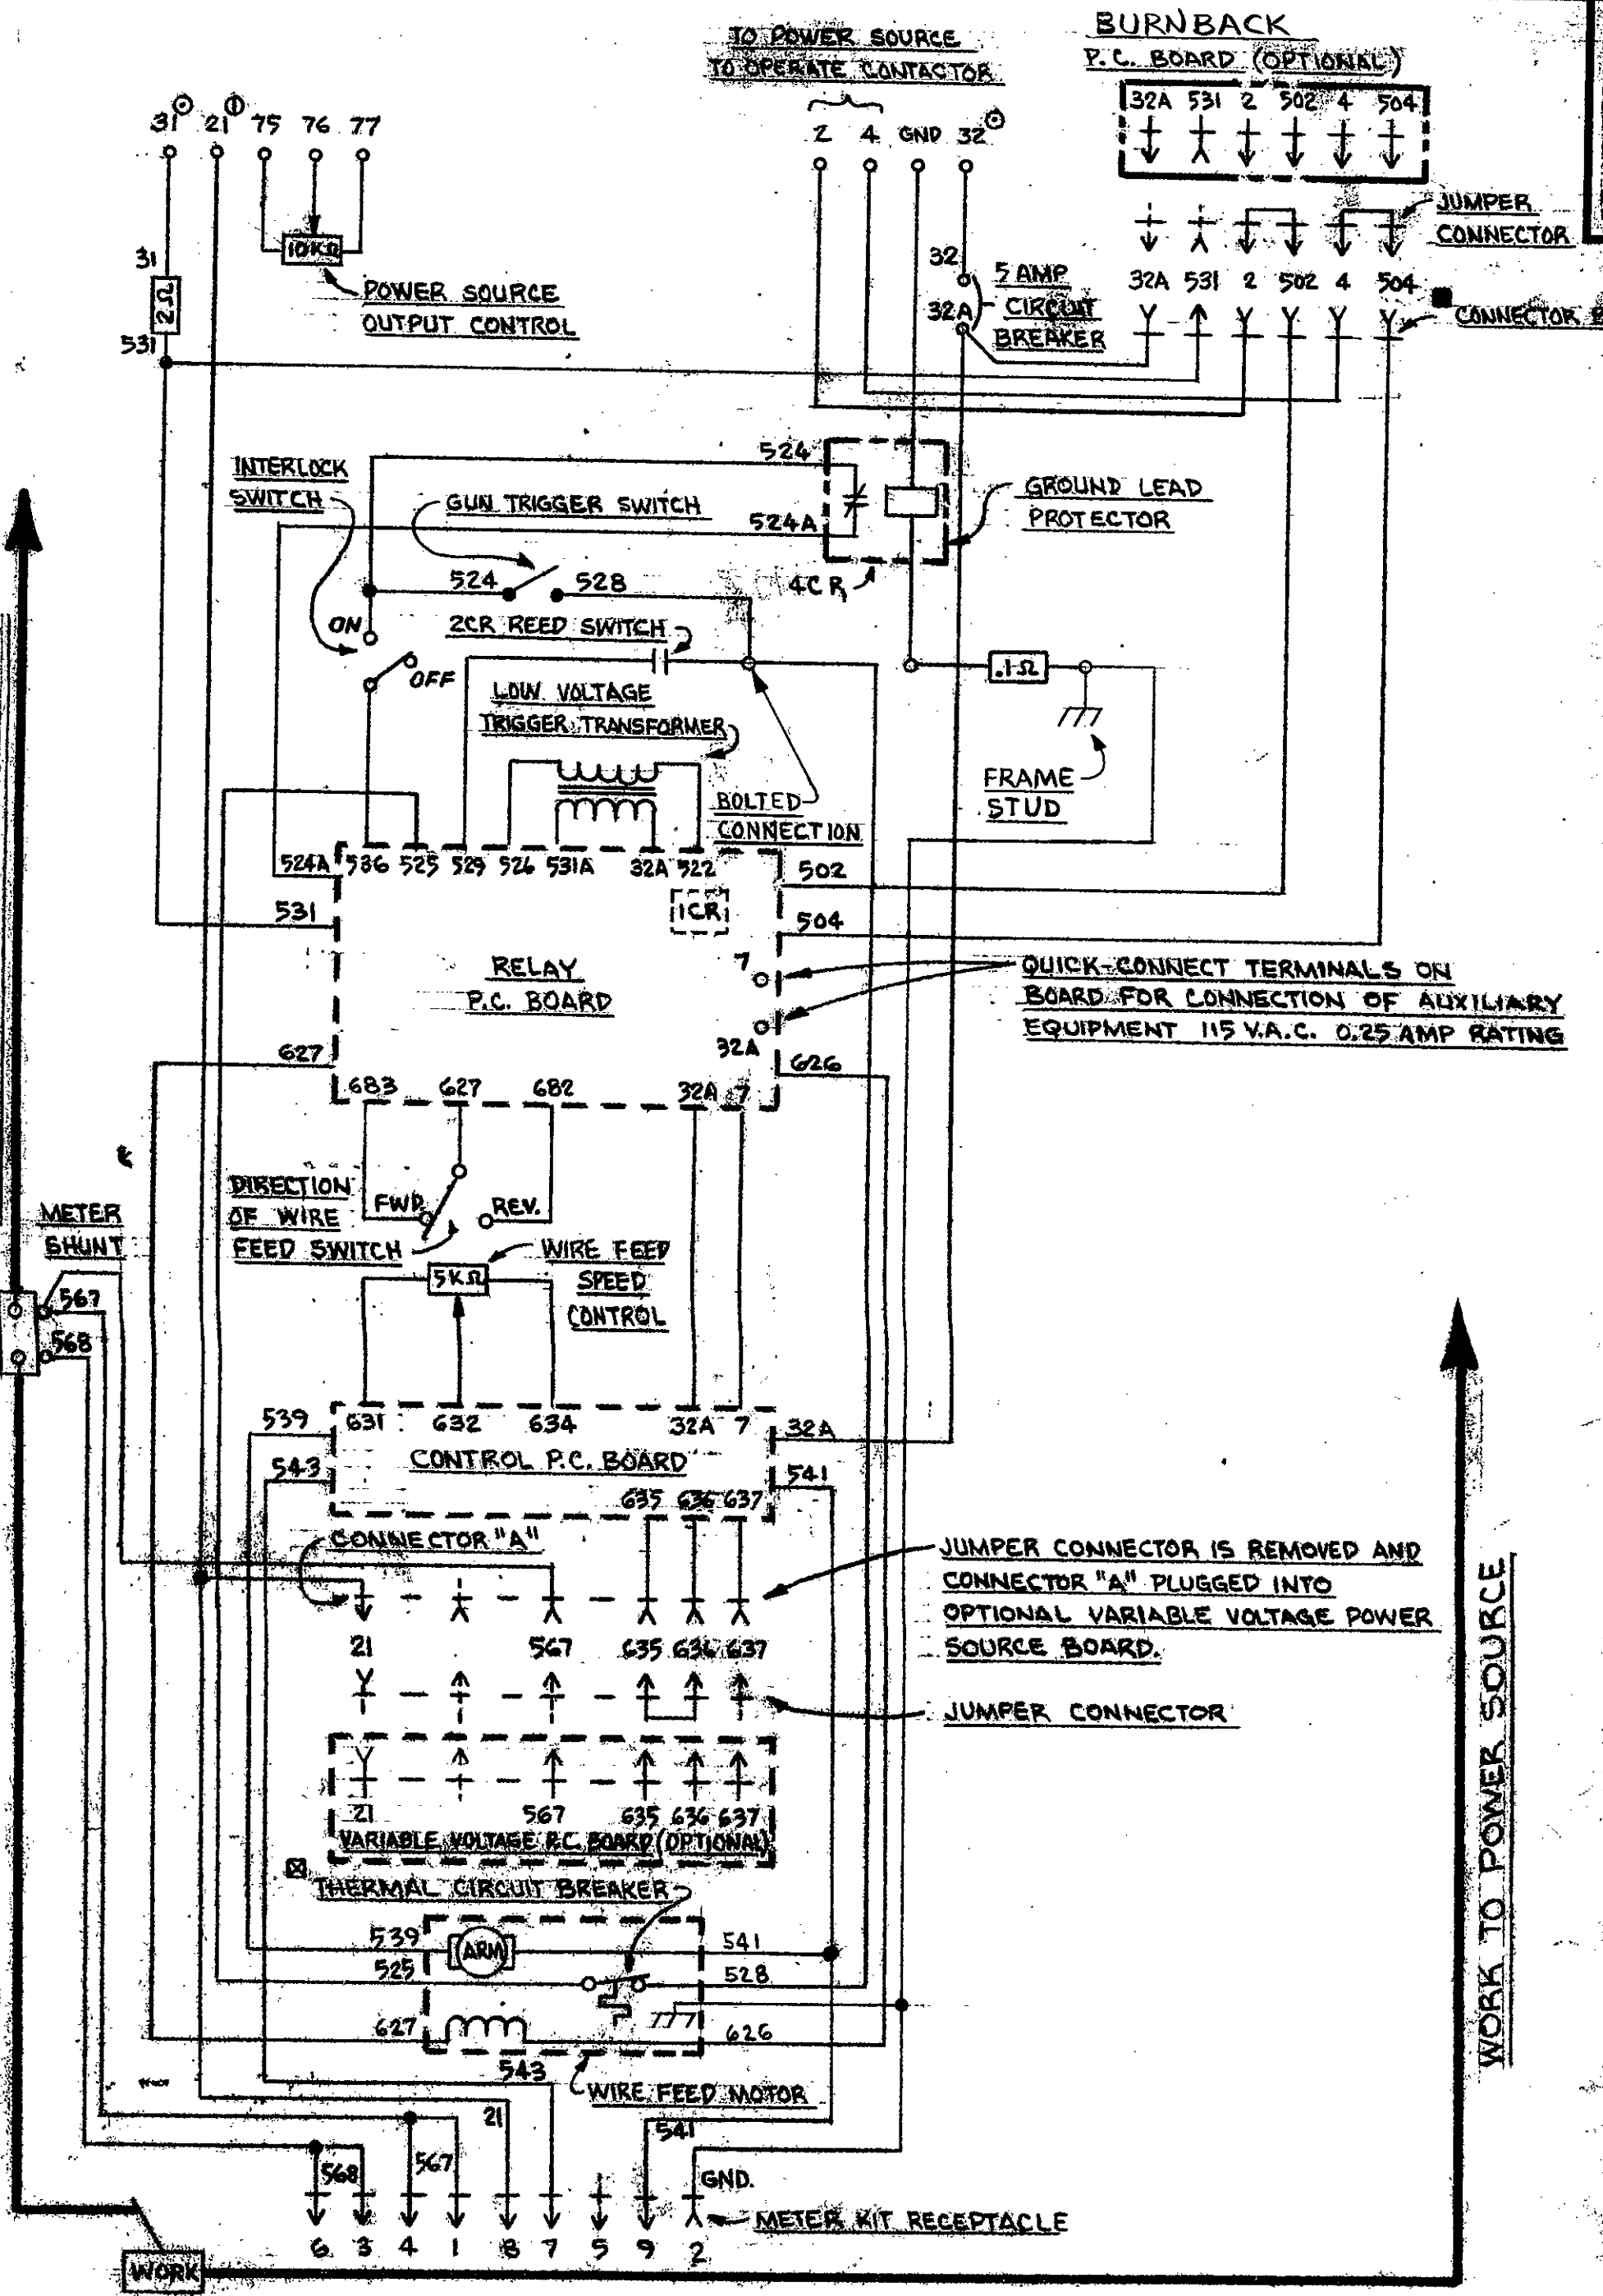 BURNBACK
P.C. BOARD (OPTIONAL)
TO POWER SOURCE
TO OPERATE CONTACTOR
32A 531 2 502 4 504
31 21 75 76 77
2 4 GND 32
JUMPER
CONNECTOR
10KΩ
31
2Ω
531
POWER SOURCE
OUTPUT CONTROL
32
32A
5 AMP
CIRCUIT
BREAKER
32A 531 2 502 4 504
CONNECTOR
INTERLOCK
SWITCH
GUN TRIGGER SWITCH
524
524A
GROUND LEAD
PROTECTOR
4CR
524 528
ON
OFF
2CR REED SWITCH
.1Ω
LOW VOLTAGE
TRIGGER TRANSFORMER
BOLTED
CONNECTION
FRAME
STUD
524A 536 525 529 526 531A 32A 522
502
1CR
531
504
RELAY
P.C. BOARD
7
32A
QUICK-CONNECT TERMINALS ON
BOARD FOR CONNECTION OF AUXILIARY
EQUIPMENT 115 V.A.C. 0.25 AMP RATING
627
626
683 627 682 32A 7
DIRECTION
OF WIRE
FEED SWITCH
FWD.
REV.
METER
SHUNT
567
568
5KΩ
WIRE FEED
SPEED
CONTROL
539
631 632 634 32A 7
32A
543
CONTROL P.C. BOARD
541
635 636 637
CONNECTOR "A"
JUMPER CONNECTOR IS REMOVED AND
CONNECTOR "A" PLUGGED INTO
OPTIONAL VARIABLE VOLTAGE POWER
SOURCE BOARD.
21 567 635 636 637
JUMPER CONNECTOR
21 567 635 636 637
VARIABLE VOLTAGE P.C. BOARD (OPTIONAL)
THERMAL CIRCUIT BREAKER
539
ARM
541
525
528
627
626
543
WIRE FEED MOTOR
WORK TO POWER SOURCE
21
541
568
567
GND.
METER KIT RECEPTACLE
6 3 4 1 8 7 5 9 2
WORK